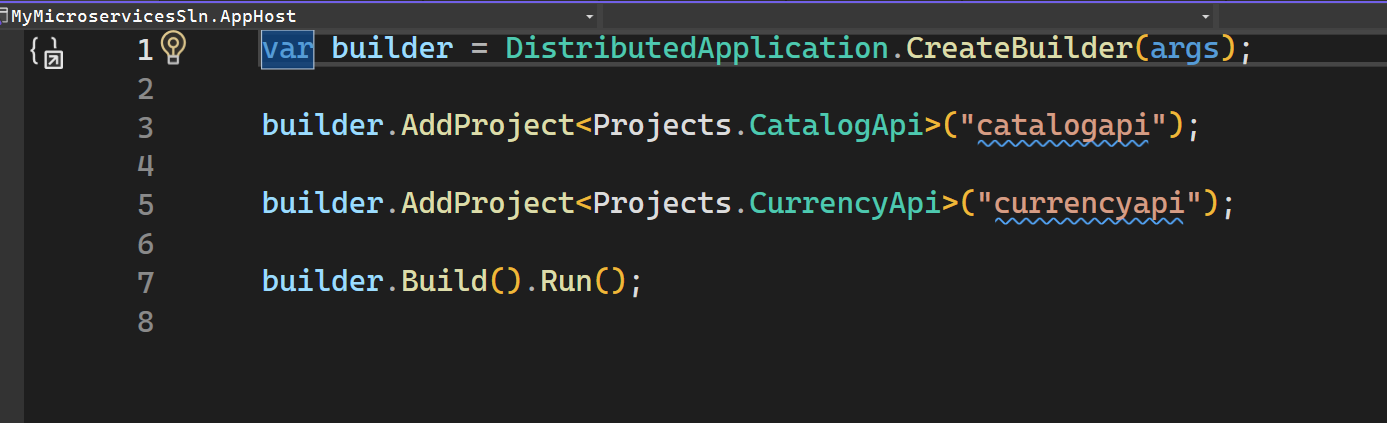 MyMicroservicesSln.AppHost
1 var builder = DistributedApplication.CreateBuilder(args);
2
3 builder.AddProject<Projects.CatalogApi>("catalogapi");
4
5 builder.AddProject<Projects.CurrencyApi>("currencyapi");
6
7 builder.Build().Run();
8